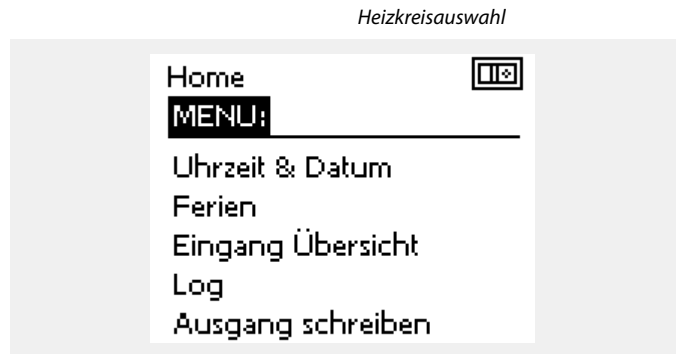 Heizkreisauswahl
Home
MENU:
Uhrzeit & Datum
Ferien
Eingang Übersicht
Log
Ausgang schreiben